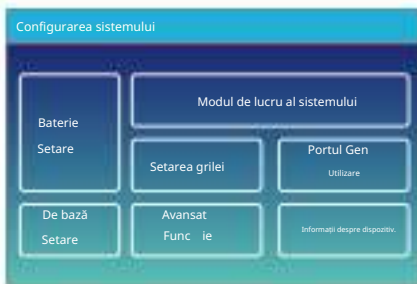 Configurarea sistemului
Modul de lucru al sistemului
Baterie
Setare
Setarea grilei
Portul Gen
Utilizare
De bază
Setare
Avansat
Func ie
Informații despre dispozitiv.